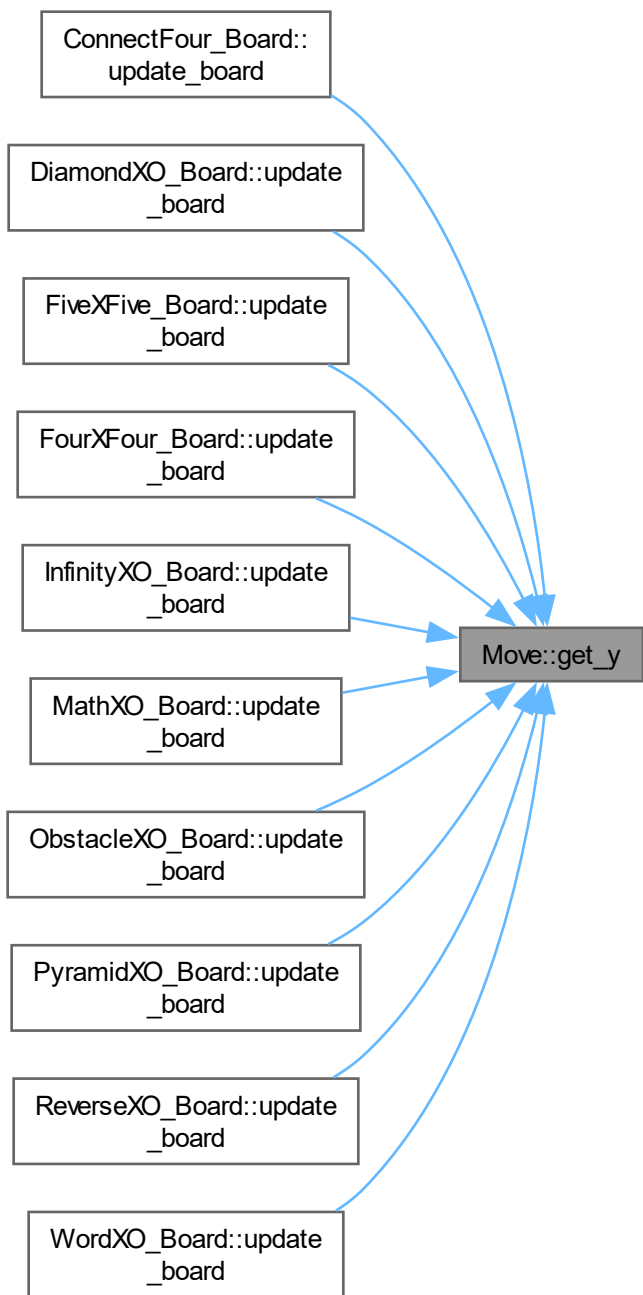 ConnectFour_Board::
update_board
DiamondXO_Board::update
_board
FiveXFive_Board::update
_board
FourXFour_Board::update
_board
InfinityXO_Board::update
_board
Move::get_y
MathXO_Board::update
_board
ObstacleXO_Board::update
_board
PyramidXO_Board::update
_board
ReverseXO_Board::update
_board
WordXO_Board::update
_board